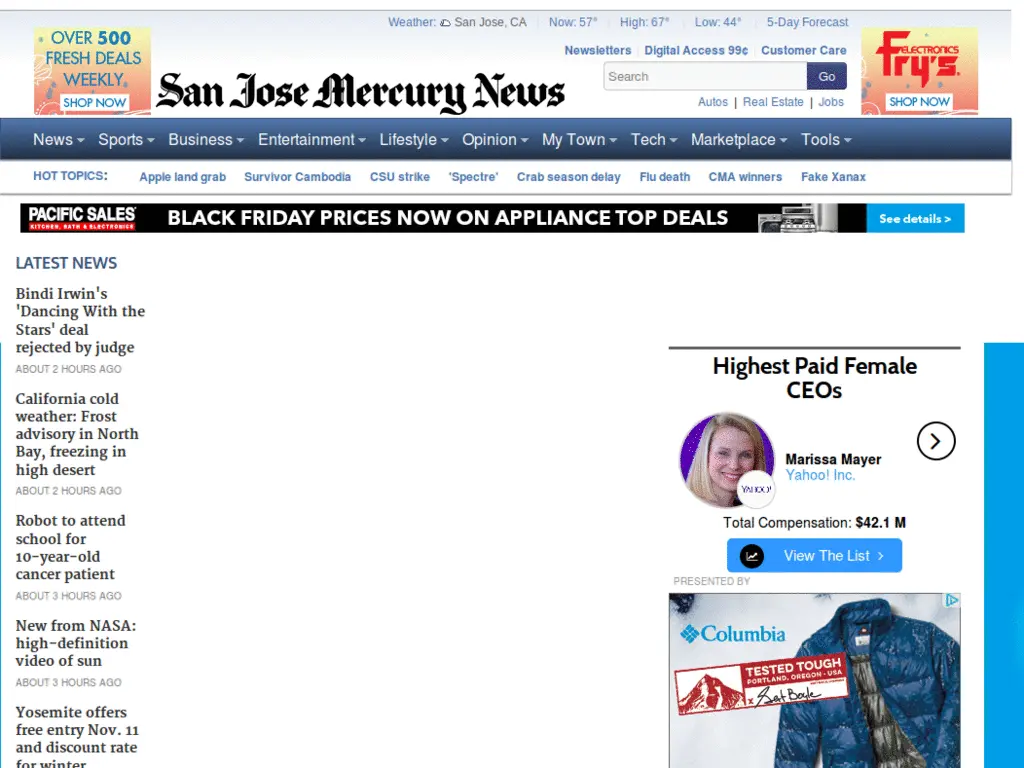 Weather: San Jose, CA Now: 57° High: 67° Low: 44° 5-Day Forecast
OVER 500
FRESH DEALS
WEEKLY.
SHOP NOW
Newsletters Digital Access 99¢ Customer Care
San Jose Mercury News
Search Go
Autos | Real Estate | Jobs
Fry's
ELECTRONICS
SHOP NOW
News Sports Business Entertainment Lifestyle Opinion My Town Tech Marketplace Tools
HOT TOPICS: Apple land grab Survivor Cambodia CSU strike 'Spectre' Crab season delay Flu death CMA winners Fake Xanax
PACIFIC SALES
KITCHEN, BATH & ELECTRONICS
BLACK FRIDAY PRICES NOW ON APPLIANCE TOP DEALS
See details >
LATEST NEWS
Bindi Irwin's
'Dancing With the
Stars' deal
rejected by judge
ABOUT 2 HOURS AGO
California cold
weather: Frost
advisory in North
Bay, freezing in
high desert
ABOUT 2 HOURS AGO
Robot to attend
school for
10-year-old
cancer patient
ABOUT 3 HOURS AGO
New from NASA:
high-definition
video of sun
ABOUT 3 HOURS AGO
Yosemite offers
free entry Nov. 11
and discount rate
for winter
Highest Paid Female
CEOs
Marissa Mayer
Yahoo! Inc.
YAHOO!
Total Compensation: $42.1 M
View The List >
PRESENTED BY
Columbia
TESTED TOUGH
PORTLAND, OREGON - USA